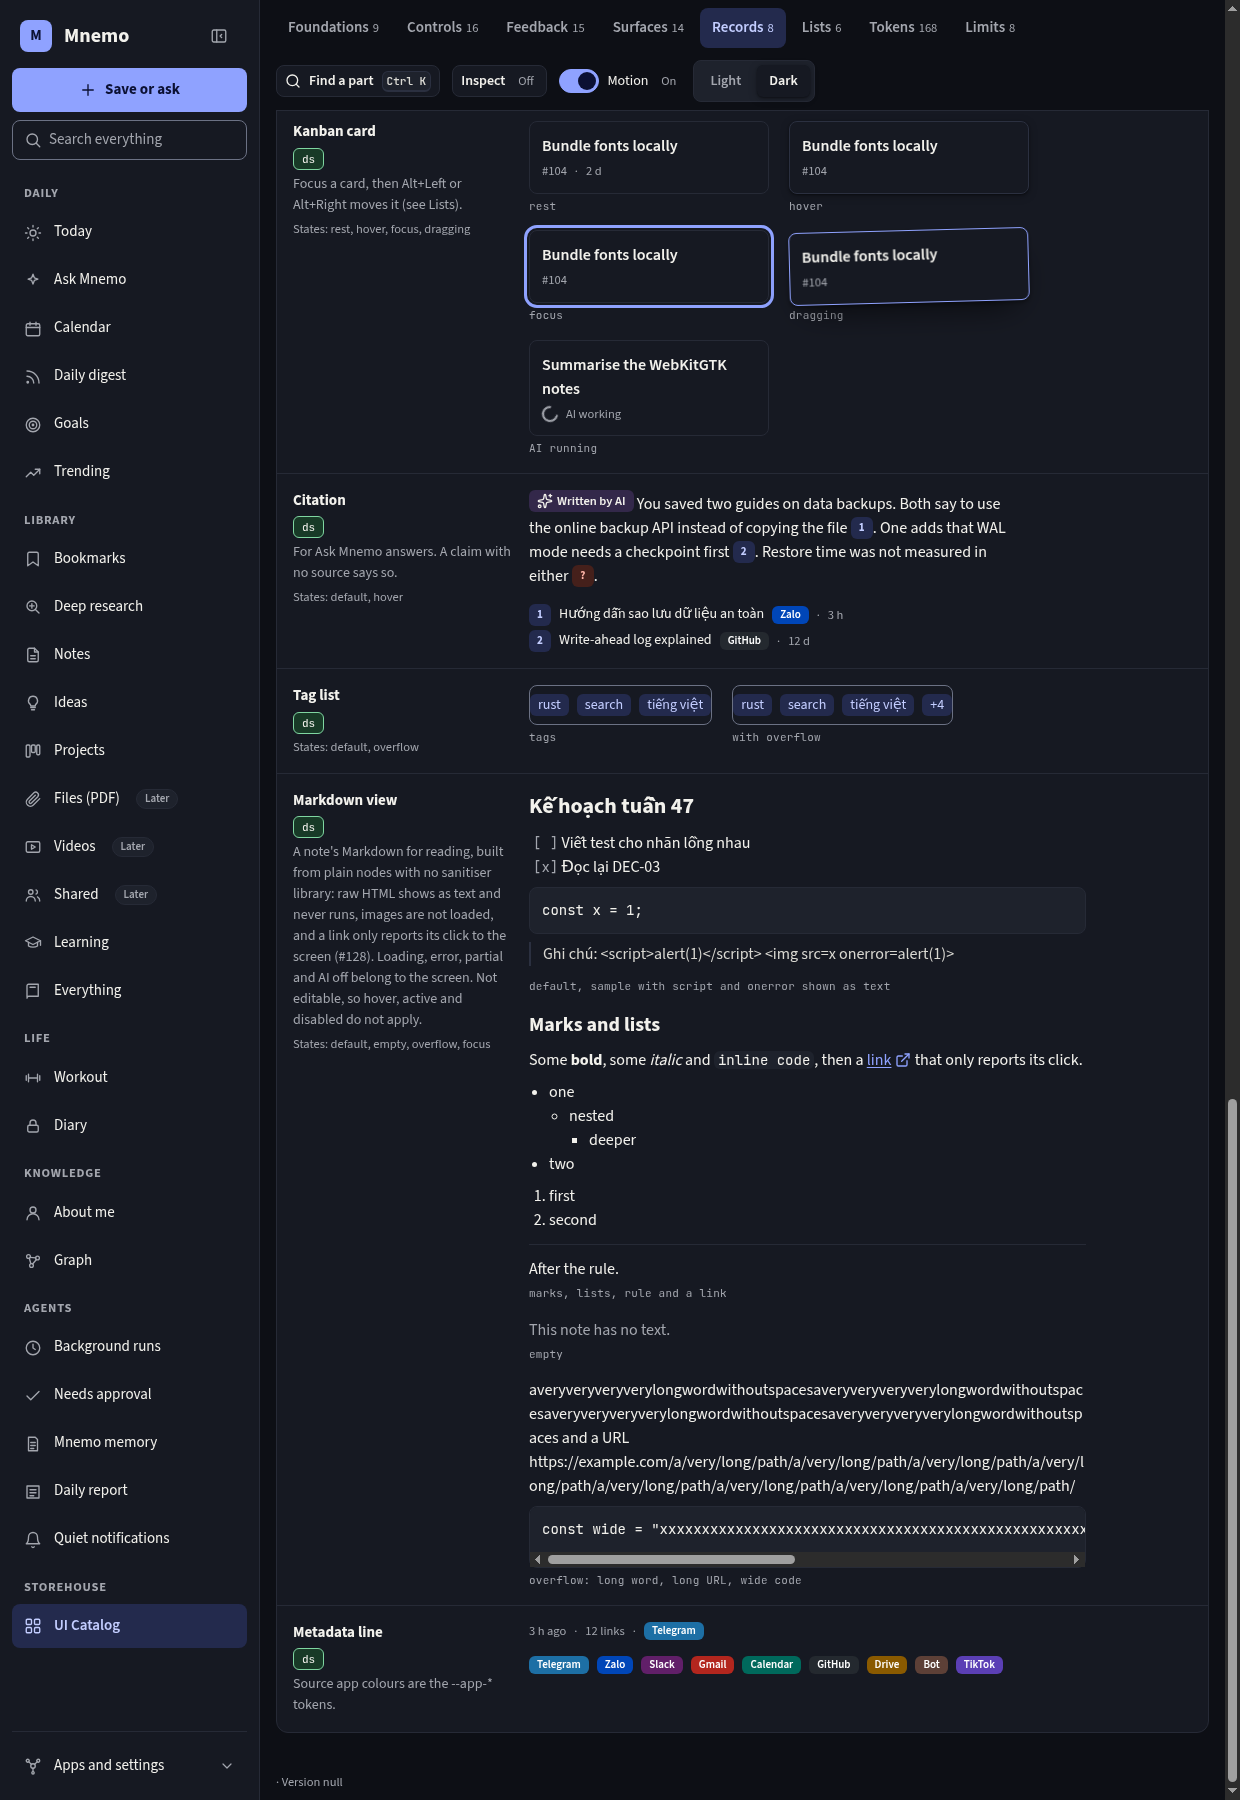 M Mnemo
Save or ask
Search everything
DAILY
Today
Ask Mnemo
Calendar
Daily digest
Goals
Trending
LIBRARY
Bookmarks
Deep research
Notes
Ideas
Projects
Files (PDF) Later
Videos Later
Shared Later
Learning
Everything
LIFE
Workout
Diary
KNOWLEDGE
About me
Graph
AGENTS
Background runs
Needs approval
Mnemo memory
Daily report
Quiet notifications
STOREHOUSE
UI Catalog
Apps and settings
Foundations 9 Controls 16 Feedback 15 Surfaces 14 Records 8 Lists 6 Tokens 168 Limits 8
Find a part Ctrl K Inspect Off Motion On Light Dark
Kanban card
ds
Focus a card, then Alt+Left or
Alt+Right moves it (see Lists).
States: rest, hover, focus, dragging
Bundle fonts locally
#104 · 2 d
rest
Bundle fonts locally
#104
hover
Bundle fonts locally
#104
focus
Bundle fonts locally
#104
dragging
Summarise the WebKitGTK
notes
AI working
AI running
Citation
ds
For Ask Mnemo answers. A claim with
no source says so.
States: default, hover
Written by AI You saved two guides on data backups. Both say to use
the online backup API instead of copying the file 1. One adds that WAL
mode needs a checkpoint first 2. Restore time was not measured in
either ?.
1 Hướng dẫn sao lưu dữ liệu an toàn Zalo · 3 h
2 Write-ahead log explained GitHub · 12 d
Tag list
ds
States: default, overflow
rust search tiếng việt
tags
rust search tiếng việt +4
with overflow
Markdown view
ds
A note's Markdown for reading, built
from plain nodes with no sanitiser
library: raw HTML shows as text and
never runs, images are not loaded,
and a link only reports its click to the
screen (#128). Loading, error, partial
and AI off belong to the screen. Not
editable, so hover, active and
disabled do not apply.
States: default, empty, overflow, focus
Kế hoạch tuần 47
[ ] Viết test cho nhãn lồng nhau
[x] Đọc lại DEC-03
const x = 1;
Ghi chú: <script>alert(1)</script> <img src=x onerror=alert(1)>
default, sample with script and onerror shown as text
Marks and lists
Some bold, some italic and inline code, then a link that only reports its click.
• one
◦ nested
▪ deeper
• two
1. first
2. second
After the rule.
marks, lists, rule and a link
This note has no text.
empty
averyveryveryverylongwordwithoutspacesaveryveryveryverylongwordwithoutspac
esaveryveryveryverylongwordwithoutspacesaveryveryveryverylongwordwithoutsp
aces and a URL
https://example.com/a/very/long/path/a/very/long/path/a/very/long/path/a/very/l
ong/path/a/very/long/path/a/very/long/path/a/very/long/path/a/very/long/path/
const wide = "xxxxxxxxxxxxxxxxxxxxxxxxxxxxxxxxxxxxxxxxxxxxxxxxxxx
overflow: long word, long URL, wide code
Metadata line
ds
Source app colours are the --app-*
tokens.
3 h ago · 12 links · Telegram
Telegram Zalo Slack Gmail Calendar GitHub Drive Bot TikTok
· Version null